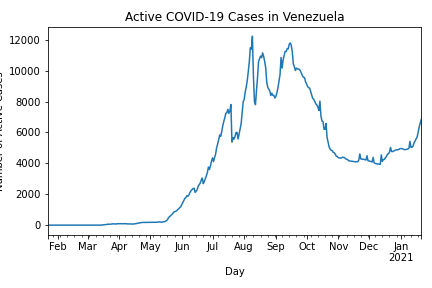 Active COVID-19 Cases in Venezuela
12000
10000
8000
6000
4000
2000
0
Number of Active Cases
Feb Mar Apr May Jun Jul Aug Sep Oct Nov Dec Jan
2021
Day